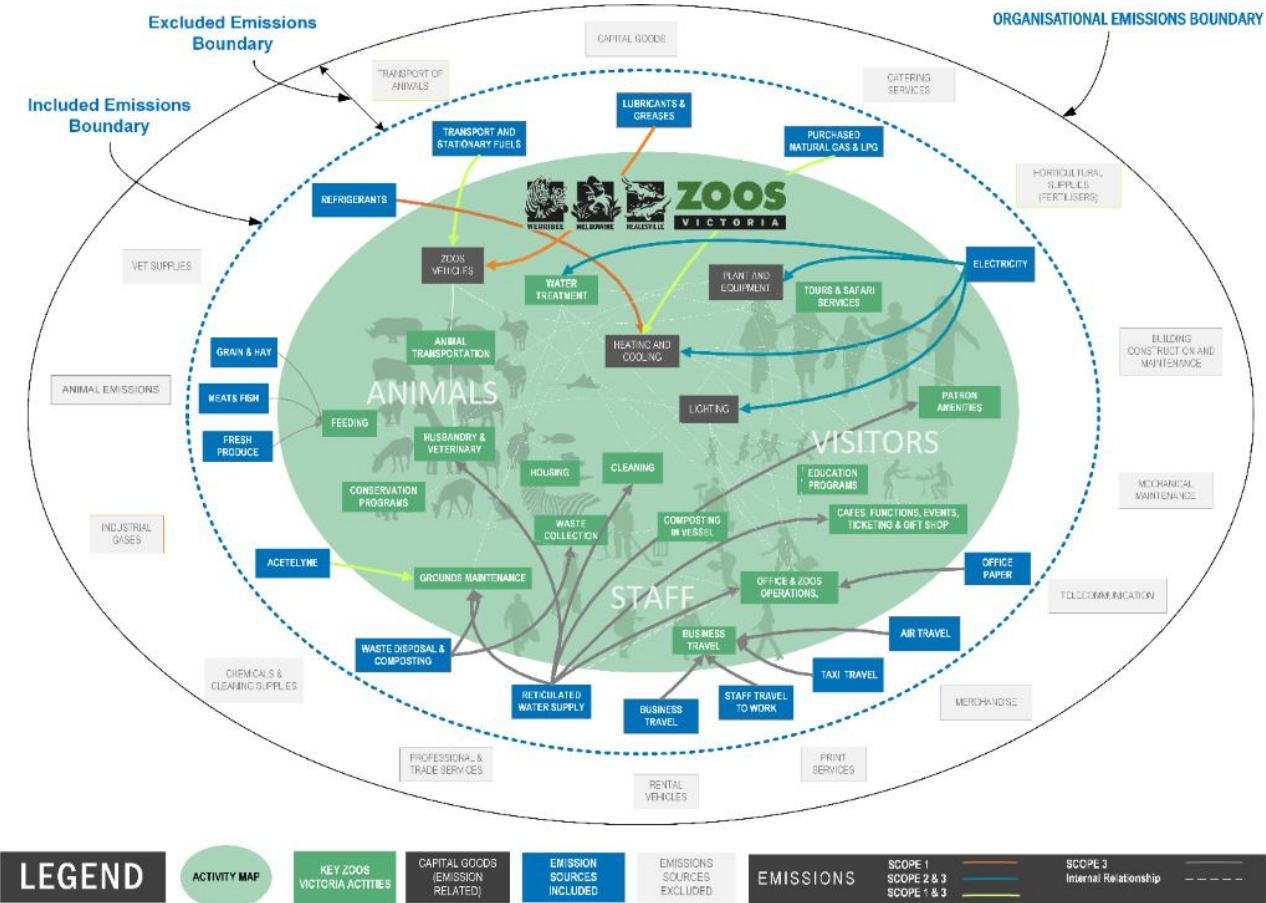 Excluded Emissions
Boundary
CAPITAL GOODS
ORGANISATIONAL EMISSIONS BOUNDARY
TRANSPORT OF
ANIMALS
CATERING
SERVICES
Included Emissions
Boundary
LUBRICANTS &
GREASES
TRANSPORT AND
STATIONARY FUELS
PURCHASED
NATURAL GAS & LPG
HORTICULTURAL
SUPPLIES
(FERTILISERS)
REFRIGERANTS
WERRIBEE
MELBOURNE
HEALESVILLE
ZOOS
VICTORIA
VET SUPPLIES
ZOOS
VEHICLES
WATER
TREATMENT
PLANT AND
EQUIPMENT
TOURS & SAFARI
SERVICES
ELECTRICITY
GRAIN & HAY
ANIMAL
TRANSPORTATION
HEATING AND
COOLING
BUILDING
CONSTRUCTION AND
MAINTENANCE
ANIMAL EMISSIONS
MEAT& FISH
ANIMALS
LIGHTING
PATRON
AMENITIES
FRESH
PRODUCE
FEEDING
HUSBANDRY &
VETERINARY
VISITORS
HOUSING
CLEANING
EDUCATION
PROGRAMS
CONSERVATION
PROGRAMS
MECHANICAL
MAINTENANCE
INDUSTRIAL
GASES
WASTE
COLLECTION
COMPOSTING
IN VESSEL
CAFES, FUNCTIONS, EVENTS,
TICKETING & GIFT SHOP
ACETELYNE
GROUNDS MAINTENANCE
STAFF
OFFICE & ZOOS
OPERATIONS,
OFFICE
PAPER
TELECOMMUNICATION
WASTE DISPOSAL &
COMPOSTING
BUSINESS
TRAVEL
AIR TRAVEL
CHEMICALS &
CLEANING SUPPLIES
TAXI TRAVEL
RETICULATED
WATER SUPPLY
BUSINESS
TRAVEL
STAFF TRAVEL
TO WORK
MERCHANDISE
PROFESSIONAL &
TRADE SERVICES
PRINT
SERVICES
RENTAL
VEHICLES
LEGEND
ACTIVITY MAP
KEY ZOOS
VICTORIA ACTITIES
CAPITAL GOODS
(EMISSION
RELATED)
EMISSION
SOURCES
INCLUDED
EMISSIONS
SOURCES
EXCLUDED
EMISSIONS
SCOPE 1
SCOPE 2 & 3
SCOPE 1 & 3
SCOPE 3
Internal Relationship